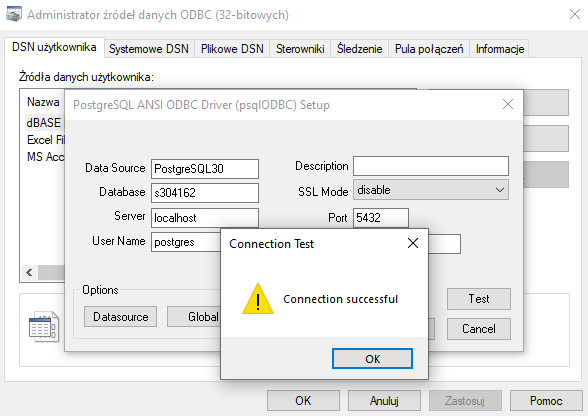 Administrator źródeł danych ODBC (32-bitowych)
DSN użytkownika Systemowe DSN Plikowe DSN Sterowniki Śledzenie Pula połączeń Informacje
Źródła danych użytkownika:
Nazwa
dBASE
Excel Fil
MS Acc
PostgreSQL ANSI ODBC Driver (psqlODBC) Setup
Data Source PostgreSQL30 Description
Database s304162 SSL Mode disable
Server localhost Port 5432
User Name postgres
Connection Test
Connection successful
OK
Options
Datasource Global Test
Cancel
OK Anuluj Zastosuj Pomoc